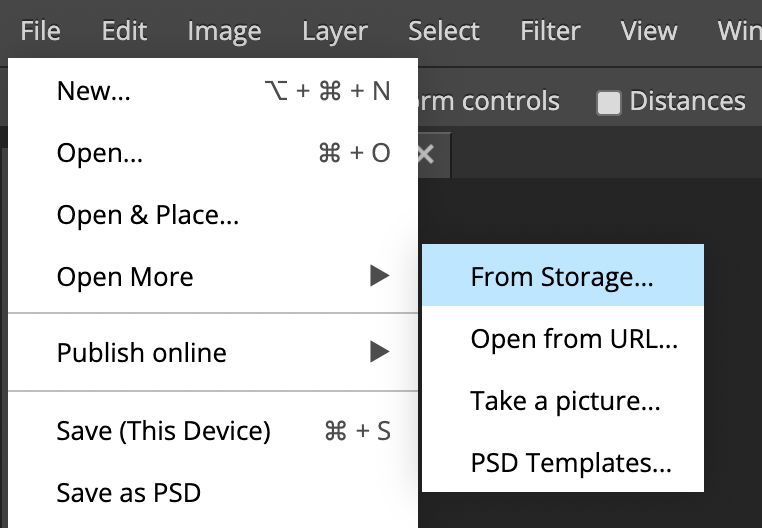 File Edit Image Layer Select Filter View Win
New... ⌥ + ⌘ + N
rm controls Distances
Open... ⌘ + O
Open & Place...
Open More ▶
From Storage...
Open from URL...
Take a picture...
PSD Templates...
Publish online ▶
Save (This Device) ⌘ + S
Save as PSD